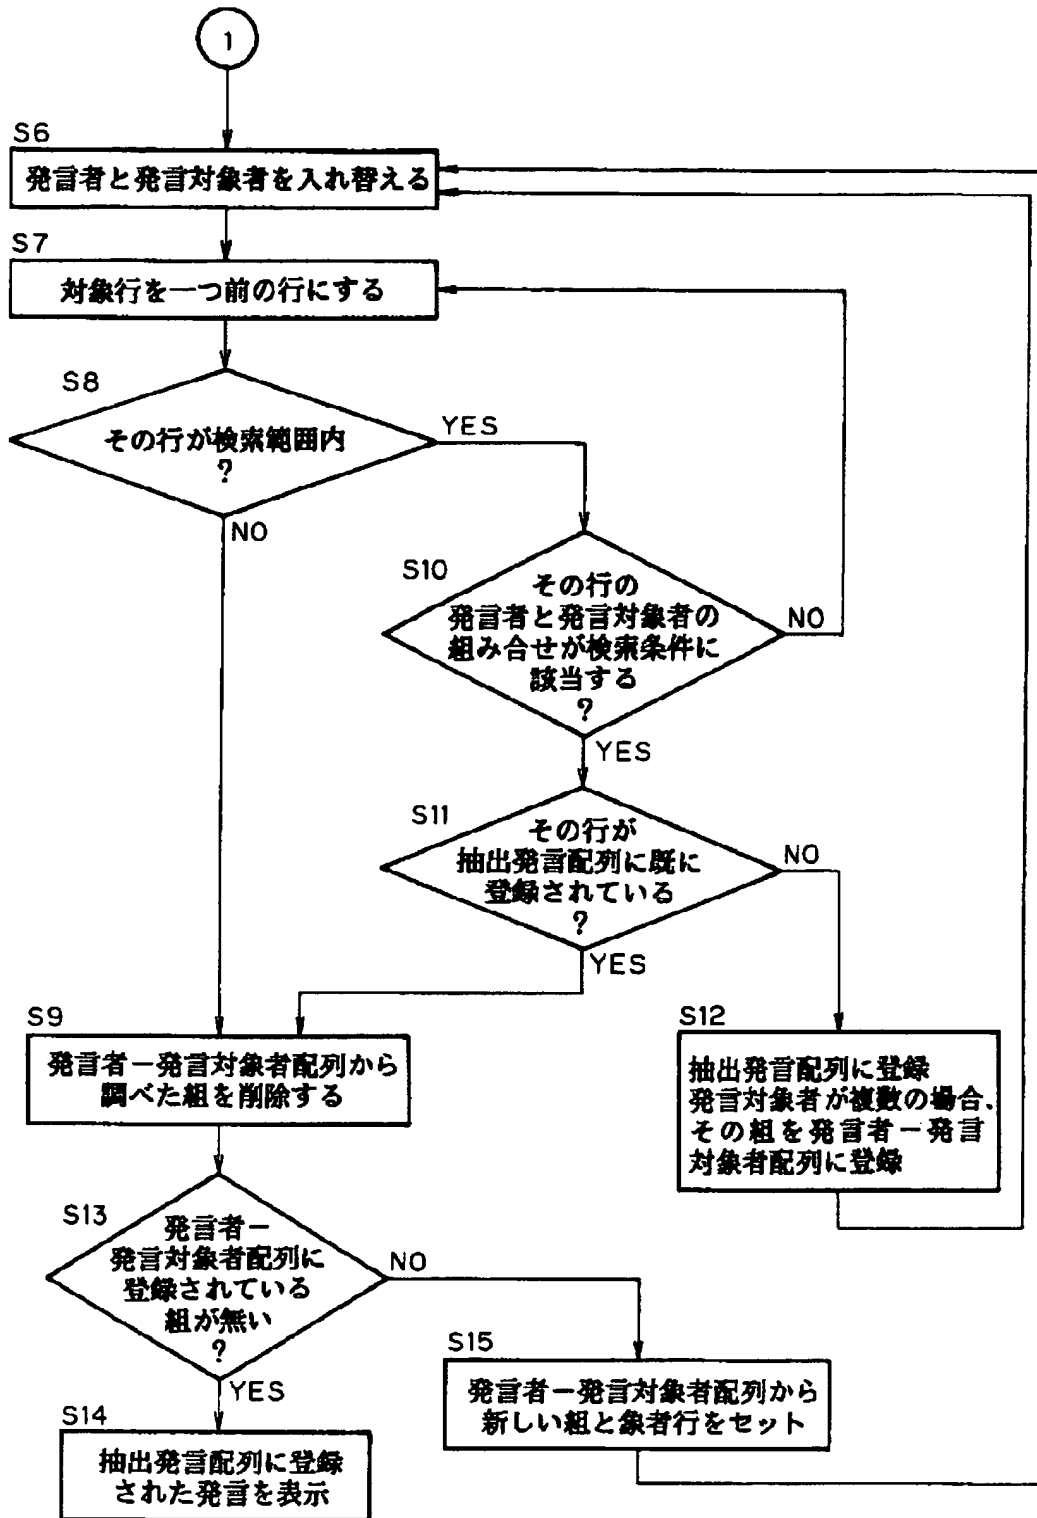 1
S6
発言者と発言対象者を入れ替える
S7
対象行を一つ前の行にする
S8
その行が検索範囲内
?
YES
NO
S10
その行の
発言者と発言対象者の
組み合せが検索条件に
該当する
?
NO
YES
S11
その行が
抽出発言配列に既に
登録されている
?
NO
YES
S9
発言者－発言対象者配列から
調べた組を削除する
S12
抽出発言配列に登録
発言対象者が複数の場合、
その組を発言者－発言
対象者配列に登録
S13
発言者－
発言対象者配列に
登録されている
組が無い
?
NO
YES
S15
発言者－発言対象者配列から
新しい組と象者行をセット
S14
抽出発言配列に登録
された発言を表示